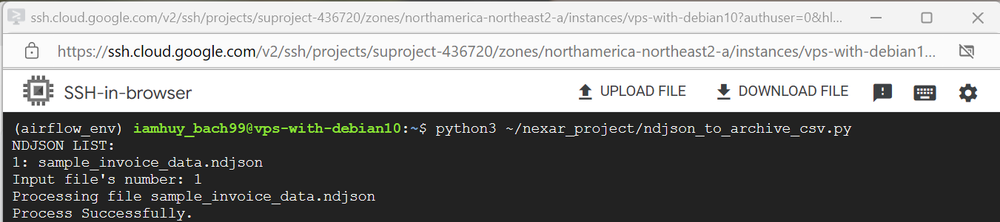 ssh.cloud.google.com/v2/ssh/projects/suproject-436720/zones/northamerica-northeast2-a/instances/vps-with-debian10?authuser=0&hl...
https://ssh.cloud.google.com/v2/ssh/projects/suproject-436720/zones/northamerica-northeast2-a/instances/vps-with-debian1...
SSH-in-browser UPLOAD FILE DOWNLOAD FILE
(airflow_env) iamhuy_bach99@vps-with-debian10:~$ python3 ~/nexar_project/ndjson_to_archive_csv.py
NDJSON LIST:
1: sample_invoice_data.ndjson
Input file's number: 1
Processing file sample_invoice_data.ndjson
Process Successfully.